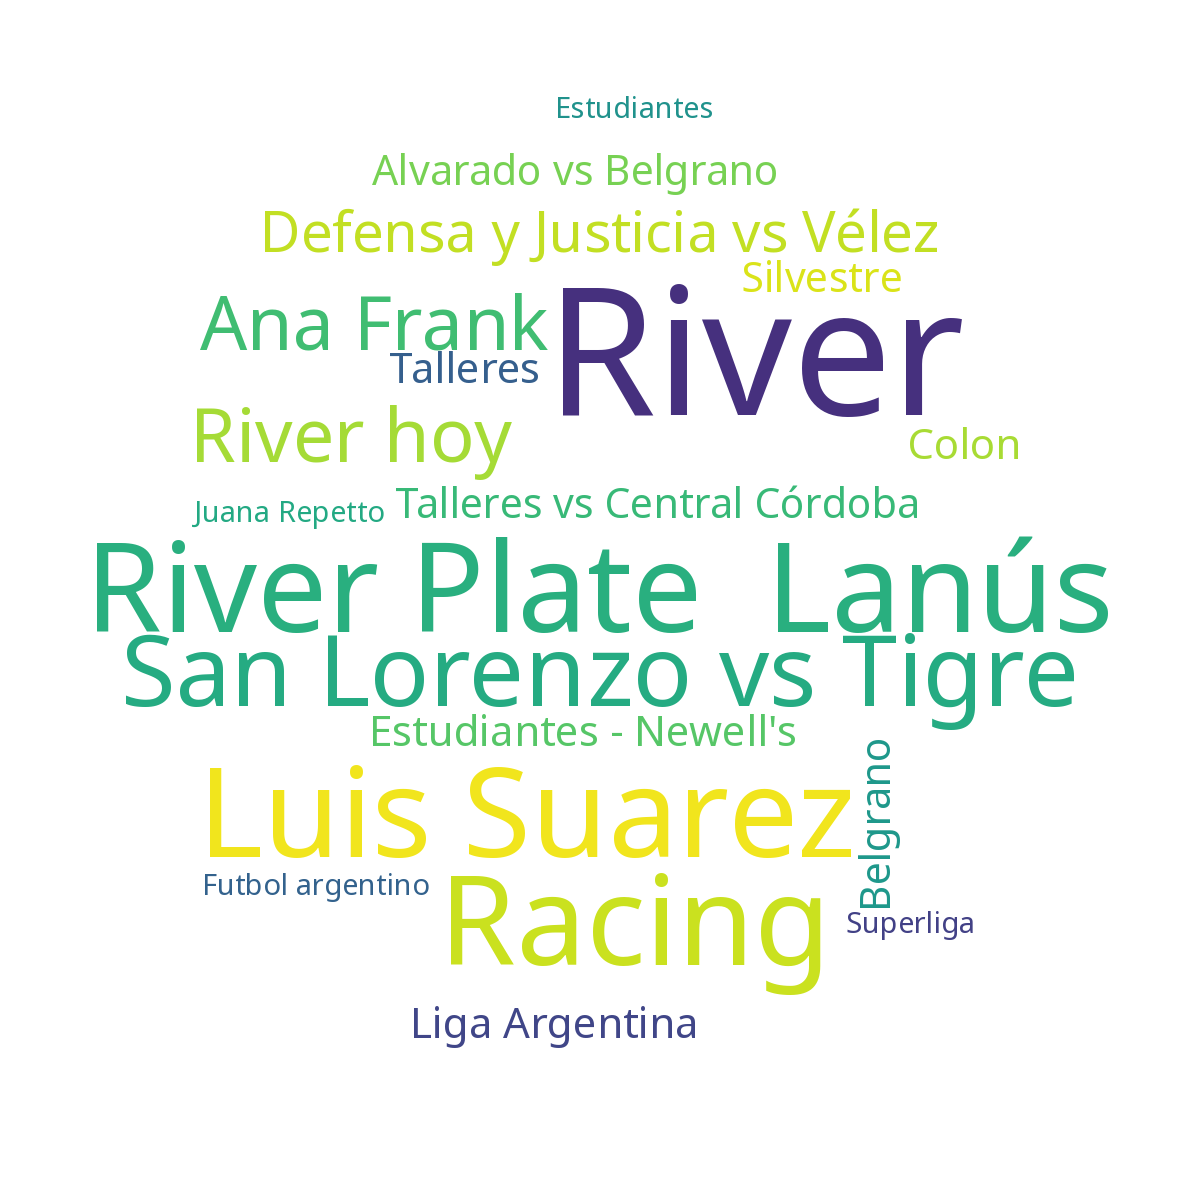 Estudiantes
Alvarado vs Belgrano
Defensa y Justicia vs Vélez
Silvestre
Ana Frank
River
Talleres
River hoy
Colon
Juana Repetto
Talleres vs Central Córdoba
River Plate  Lanús
San Lorenzo vs Tigre
Estudiantes - Newell's
Luis Suarez
Belgrano
Futbol argentino
Racing
Superliga
Liga Argentina